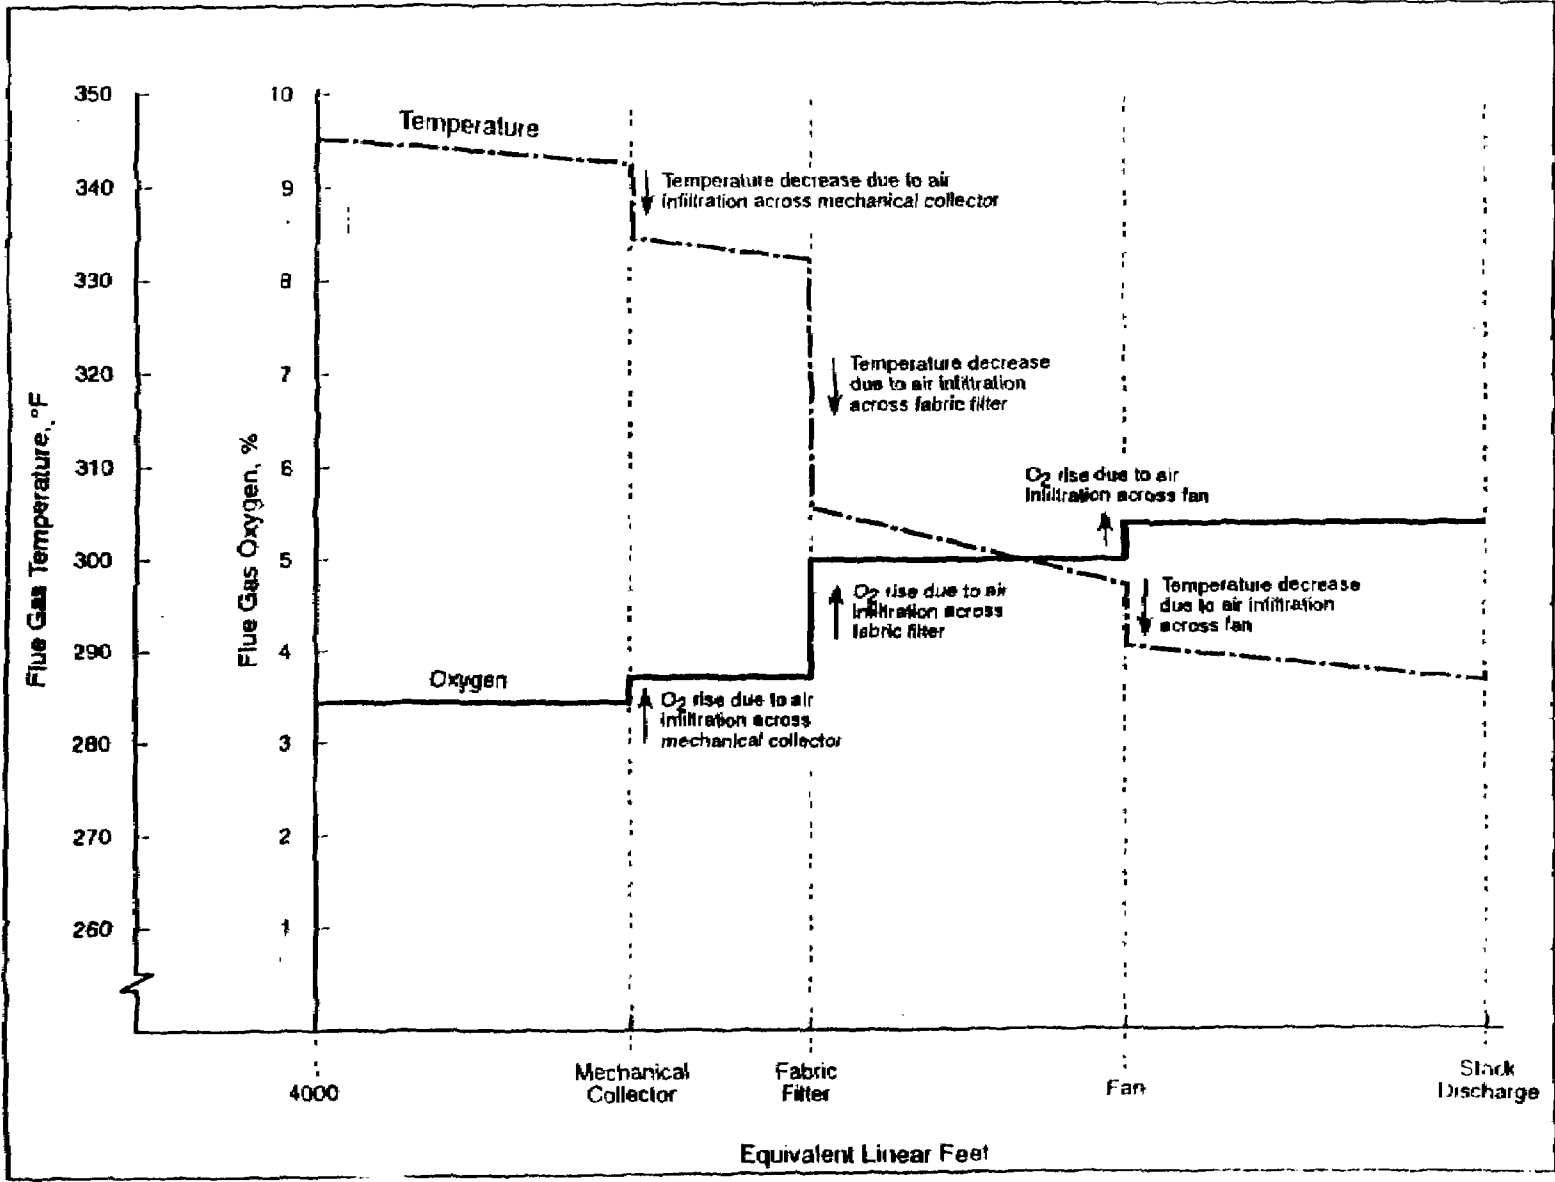 350
340
330
320
310
300
290
280
270
260
Flue Gas Temperature, °F
10
9
8
7
6
5
4
3
2
1
Flue Gas Oxygen, %
Temperature
Temperature decrease due to air
infiltration across mechanical collector
Temperature decrease
due to air infiltration
across fabric filter
O2 rise due to air
Infiltration across fan
Temperature decrease
due to air infiltration
across fan
O2 rise due to air
Infiltration across
fabric filter
Oxygen
O2 rise due to air
infiltration across
mechanical collector
4000
Mechanical
Collector
Fabric
Filter
Fan
Stack
Discharge
Equivalent Linear Feet